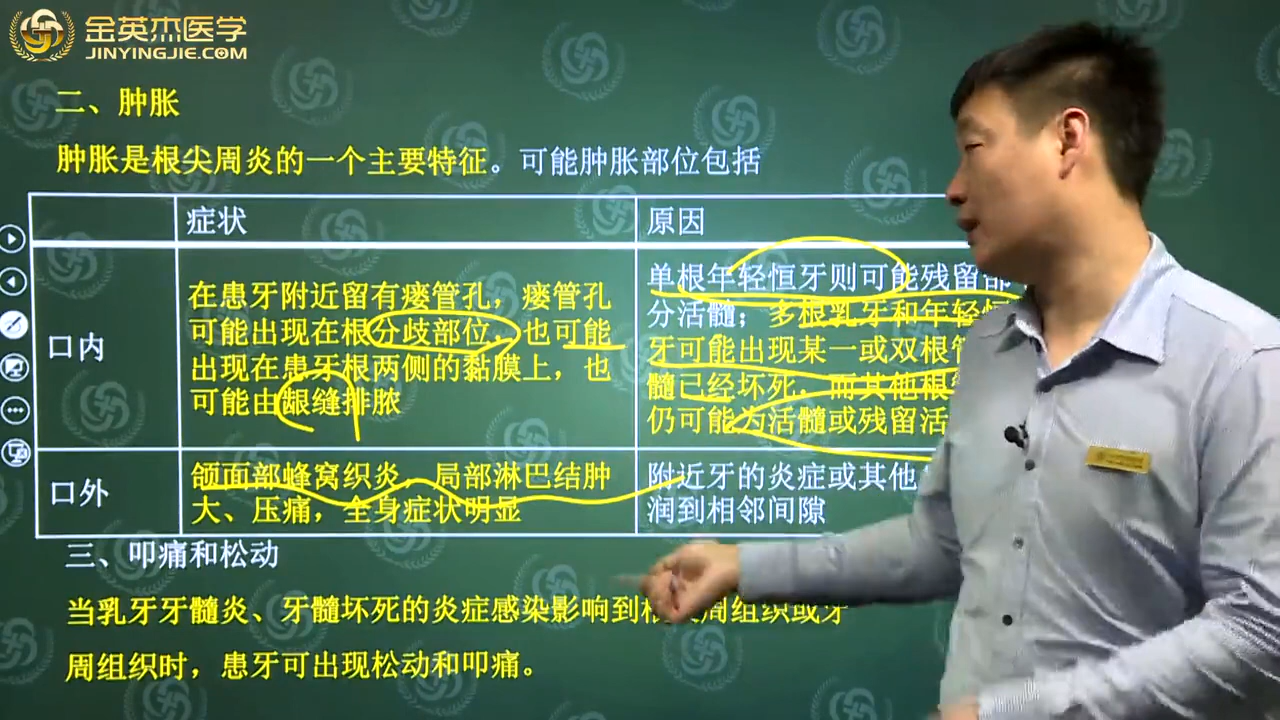 金英杰医学
JINYINGJIE.COM
二、肿胀
肿胀是根尖周炎的一个主要特征。可能肿胀部位包括
症状
原因
口内
在患牙附近留有瘘管孔，瘘管孔
可能出现在根分歧部位，也可能
出现在患牙根两侧的黏膜上，也
可能由龈缝排脓
单根年轻恒牙则可能残留部
分活髓；多根乳牙和年轻恒
牙可能出现某一或双根管
髓已经坏死，而其他根
仍可能为活髓或残留活
口外
颌面部蜂窝织炎，局部淋巴结肿
大、压痛，全身症状明显
附近牙的炎症或其他
润到相邻间隙
三、叩痛和松动
当乳牙牙髓炎、牙髓坏死的炎症感染影响到根 周组织或牙
周组织时，患牙可出现松动和叩痛。